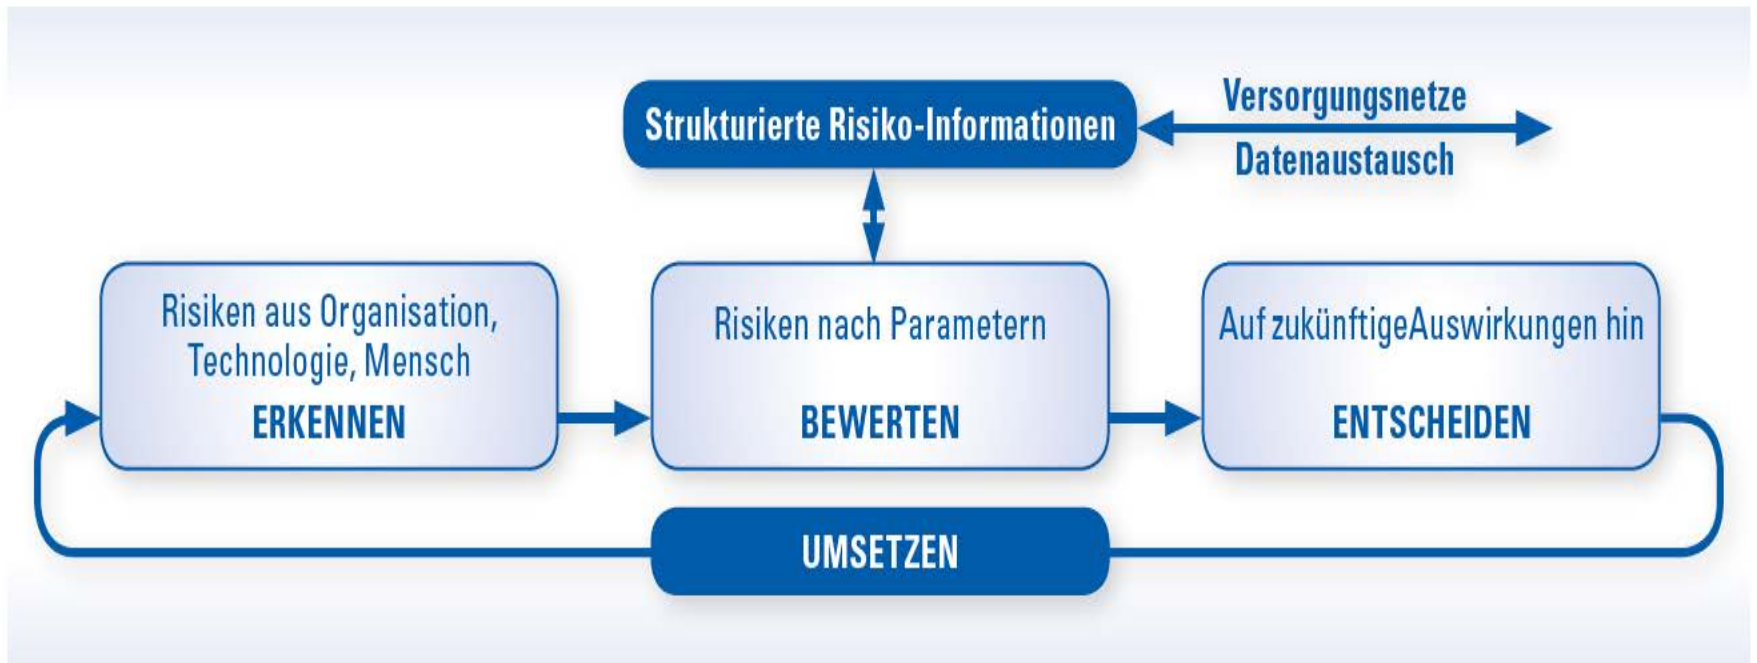 Strukturierte Risiko-Informationen
Versorgungsnetze
Datenaustausch
Risiken aus Organisation,
Technologie, Mensch
ERKENNEN
Risiken nach Parametern
BEWERTEN
Auf zukünftigeAuswirkungen hin
ENTSCHEIDEN
UMSETZEN